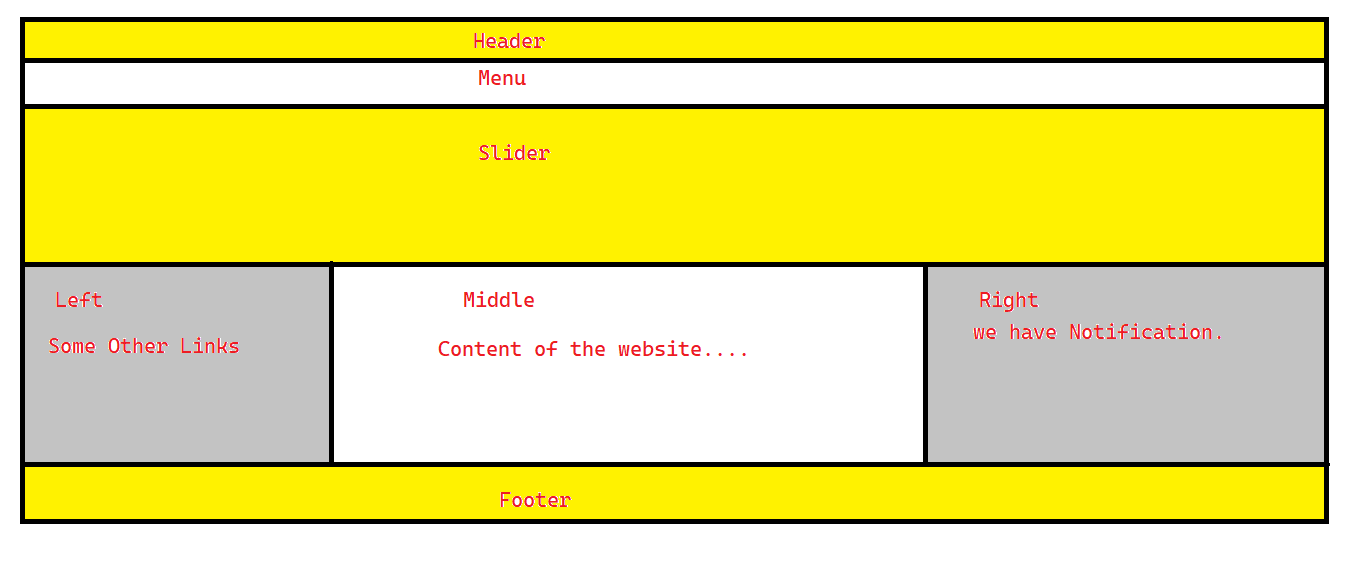 Header
Menu
Slider
Left
Some Other Links
Middle
Content of the website....
Right
we have Notification.
Footer